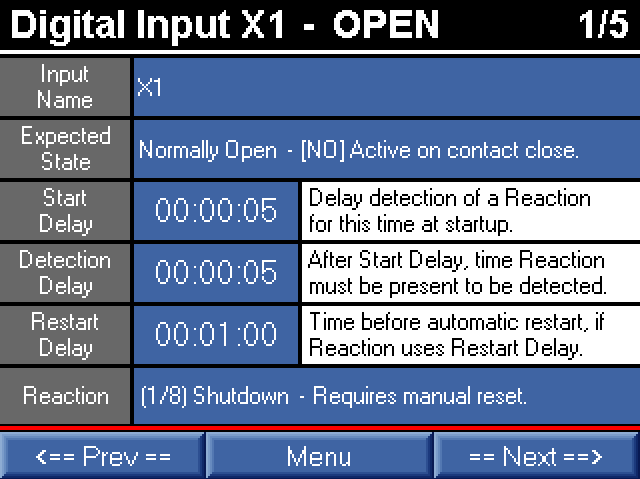 Digital Input X1 - OPEN 1/5
Input
Name
X1
Expected
State
Normally Open - [NO] Active on contact close.
Start
Delay
00:00:05
Delay detection of a Reaction
for this time at startup.
Detection
Delay
00:00:05
After Start Delay, time Reaction
must be present to be detected.
Restart
Delay
00:01:00
Time before automatic restart, if
Reaction uses Restart Delay.
Reaction
(1/8) Shutdown - Requires manual reset.
<== Prev ==
Menu
== Next ==>